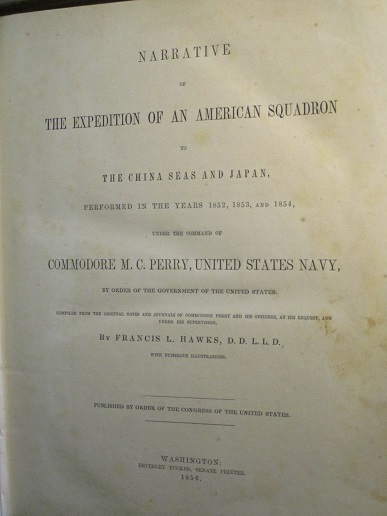 NARRATIVE
OF
THE EXPEDITION OF AN AMERICAN SQUADRON
TO
THE CHINA SEAS AND JAPAN,
PERFORMED IN THE YEARS 1852, 1853, AND 1854,
UNDER THE COMMAND OF
COMMODORE M. C. PERRY, UNITED STATES NAVY,
BY ORDER OF THE GOVERNMENT OF THE UNITED STATES.
COMPILED FROM THE ORIGINAL NOTES AND JOURNALS OF COMMODORE PERRY AND HIS OFFICERS, AT HIS REQUEST, AND
UNDER HIS SUPERVISION,
BY FRANCIS L. HAWKS, D. D. L. L. D.
WITH NUMEROUS ILLUSTRATIONS.
PUBLISHED BY ORDER OF THE CONGRESS OF THE UNITED STATES.
WASHINGTON:
BEVERLEY TUCKER, SENATE PRINTER.
1856.